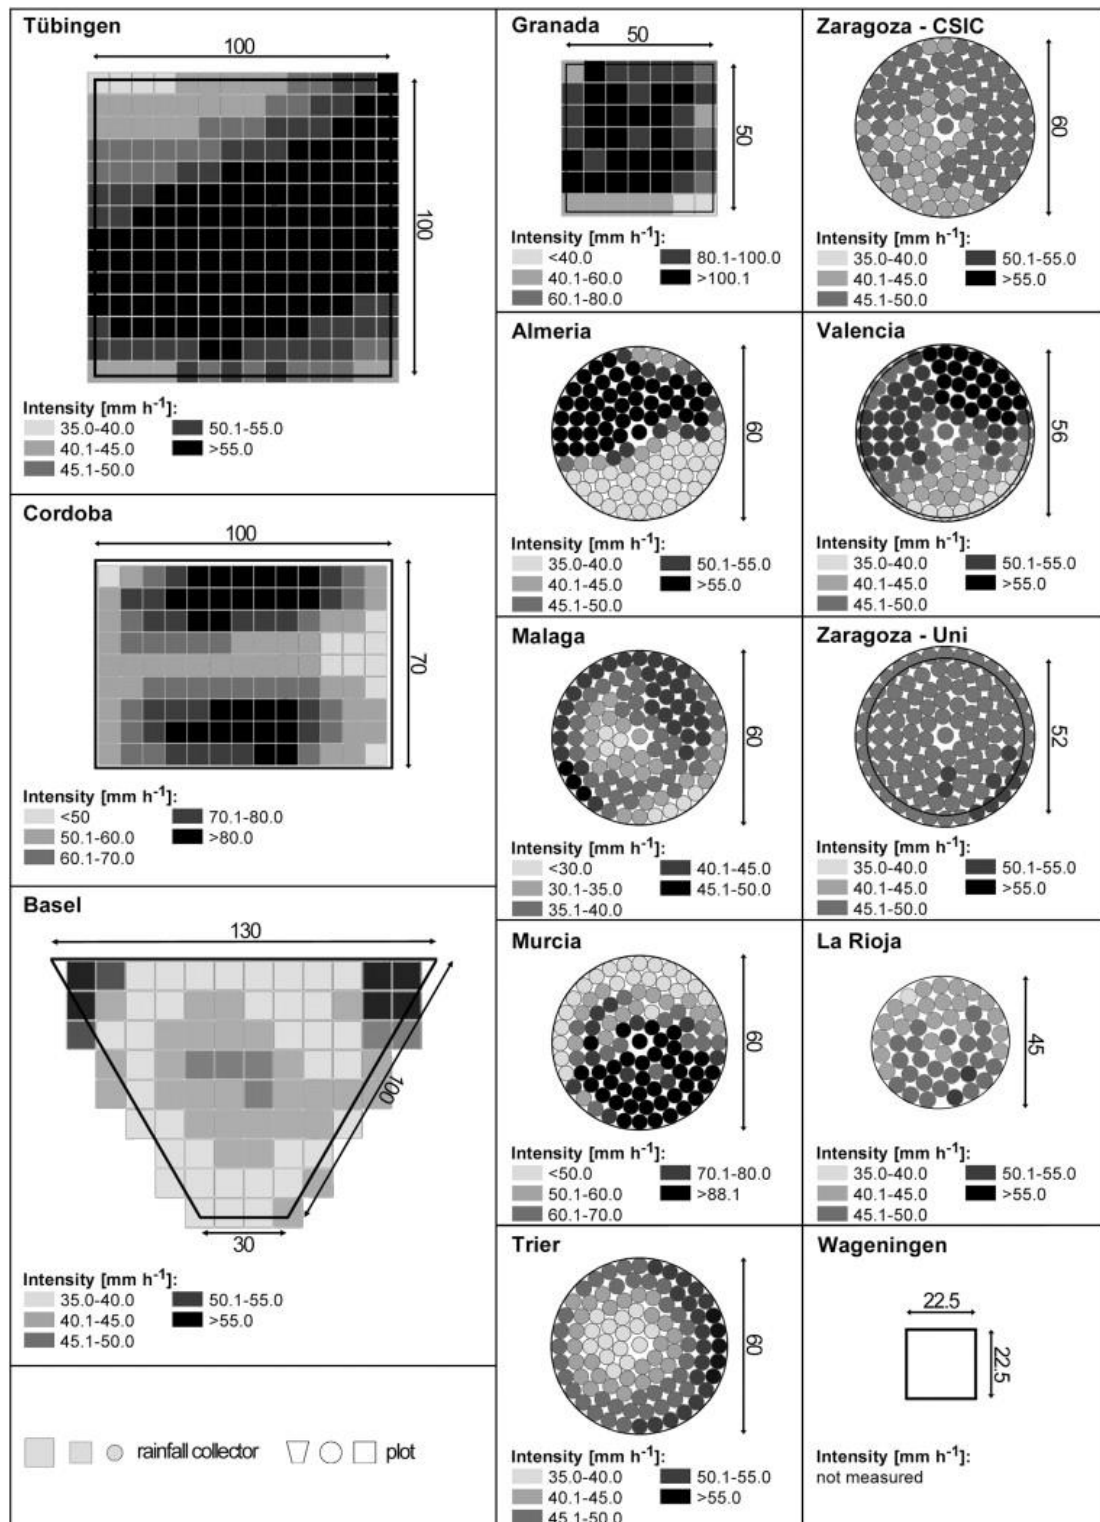 Tübingen
100
100
Intensity [mm h-1]:
35.0-40.0
50.1-55.0
40.1-45.0
>55.0
45.1-50.0
Cordoba
100
70
Intensity [mm h-1]:
<50
70.1-80.0
50.1-60.0
>80.0
60.1-70.0
Basel
130
100
30
Intensity [mm h-1]:
35.0-40.0
50.1-55.0
40.1-45.0
>55.0
45.1-50.0
rainfall collector
plot
Granada
50
50
Intensity [mm h-1]:
<40.0
80.1-100.0
40.1-60.0
>100.1
60.1-80.0
Almeria
60
Intensity [mm h-1]:
35.0-40.0
50.1-55.0
40.1-45.0
>55.0
45.1-50.0
Malaga
60
Intensity [mm h-1]:
<30.0
40.1-45.0
30.1-35.0
45.1-50.0
35.1-40.0
Murcia
60
Intensity [mm h-1]:
<50.0
70.1-80.0
50.1-60.0
>88.1
60.1-70.0
Trier
60
Intensity [mm h-1]:
35.0-40.0
50.1-55.0
40.1-45.0
>55.0
45.1-50.0
Zaragoza - CSIC
60
Intensity [mm h-1]:
35.0-40.0
50.1-55.0
40.1-45.0
>55.0
45.1-50.0
Valencia
56
Intensity [mm h-1]:
35.0-40.0
50.1-55.0
40.1-45.0
>55.0
45.1-50.0
Zaragoza - Uni
52
Intensity [mm h-1]:
35.0-40.0
50.1-55.0
40.1-45.0
>55.0
45.1-50.0
La Rioja
45
Intensity [mm h-1]:
35.0-40.0
50.1-55.0
40.1-45.0
>55.0
45.1-50.0
Wageningen
22.5
22.5
Intensity [mm h-1]:
not measured